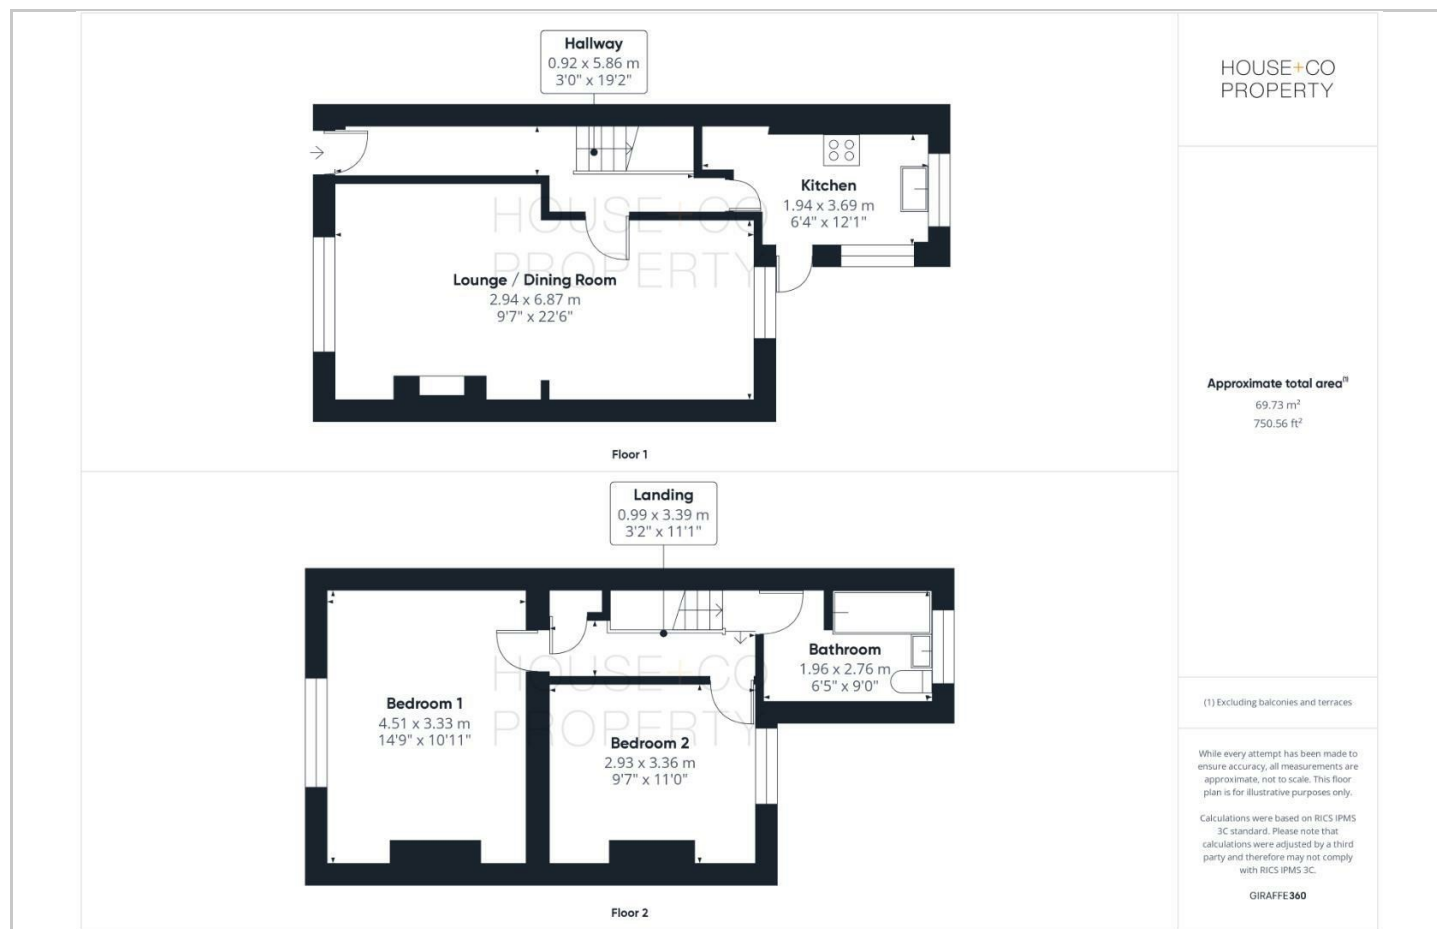 Hallway
0.92 x 5.86 m
3'0" x 19'2"
Kitchen
1.94 x 3.69 m
6'4" x 12'1"
HOUSE+CO
PROPERTY
Lounge / Dining Room
2.94 x 6.87 m
9'7" x 22'6"
Floor 1
Landing
0.99 x 3.39 m
3'2" x 11'1"
Bathroom
1.96 x 2.76 m
6'5" x 9'0"
HOUSE+CO
PROPERTY
Bedroom 1
4.51 x 3.33 m
14'9" x 10'11"
Bedroom 2
2.93 x 3.36 m
9'7" x 11'0"
Floor 2
HOUSE+CO
PROPERTY
Approximate total area(1)
69.73 m²
750.56 ft²
(1) Excluding balconies and terraces
While every attempt has been made to
ensure accuracy, all measurements are
approximate, not to scale. This floor
plan is for illustrative purposes only.
Calculations were based on RICS IPMS
3C standard. Please note that
calculations were adjusted by a third
party and therefore may not comply
with RICS IPMS 3C.
GIRAFFE360